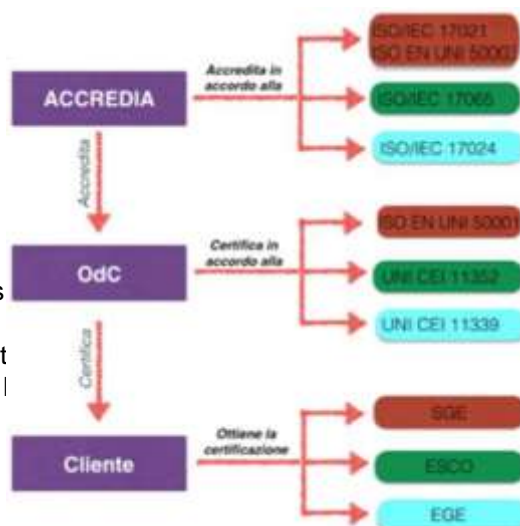 ACCREDIA
Accredita in
accordo alla
ISO/IEC 17021
ISO EN UNI
ISO/IEC 17065
ISO/IEC 17024
Accredita
OdC
Certifica in
accordo alla
ISO EN UNI 50001
UNI CEI 11352
UNI CEI 11339
s
t
Certifica
Cliente
Ottiene la
certificazione
SGE
ESCO
EGE